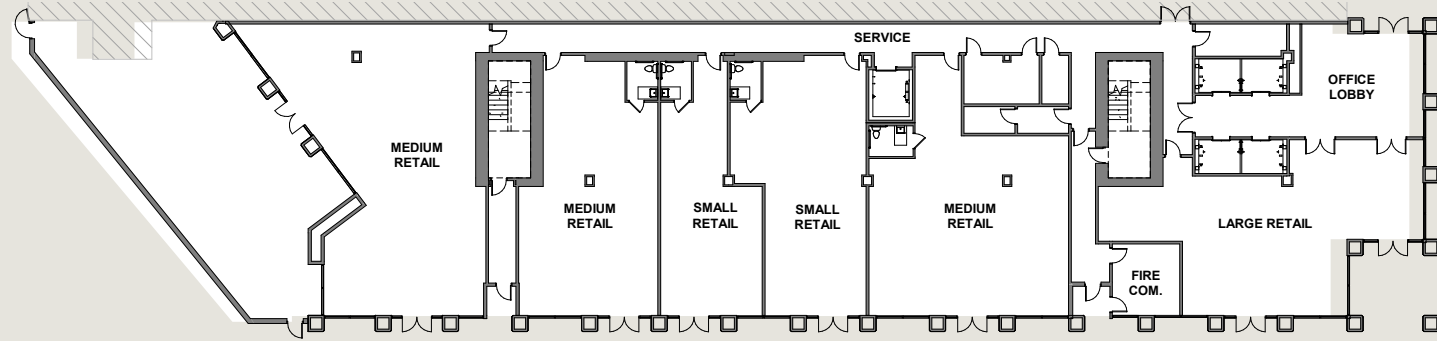 SERVICE
OFFICE
LOBBY
MEDIUM
RETAIL
MEDIUM
RETAIL
SMALL
RETAIL
SMALL
RETAIL
MEDIUM
RETAIL
LARGE RETAIL
FIRE
COM.